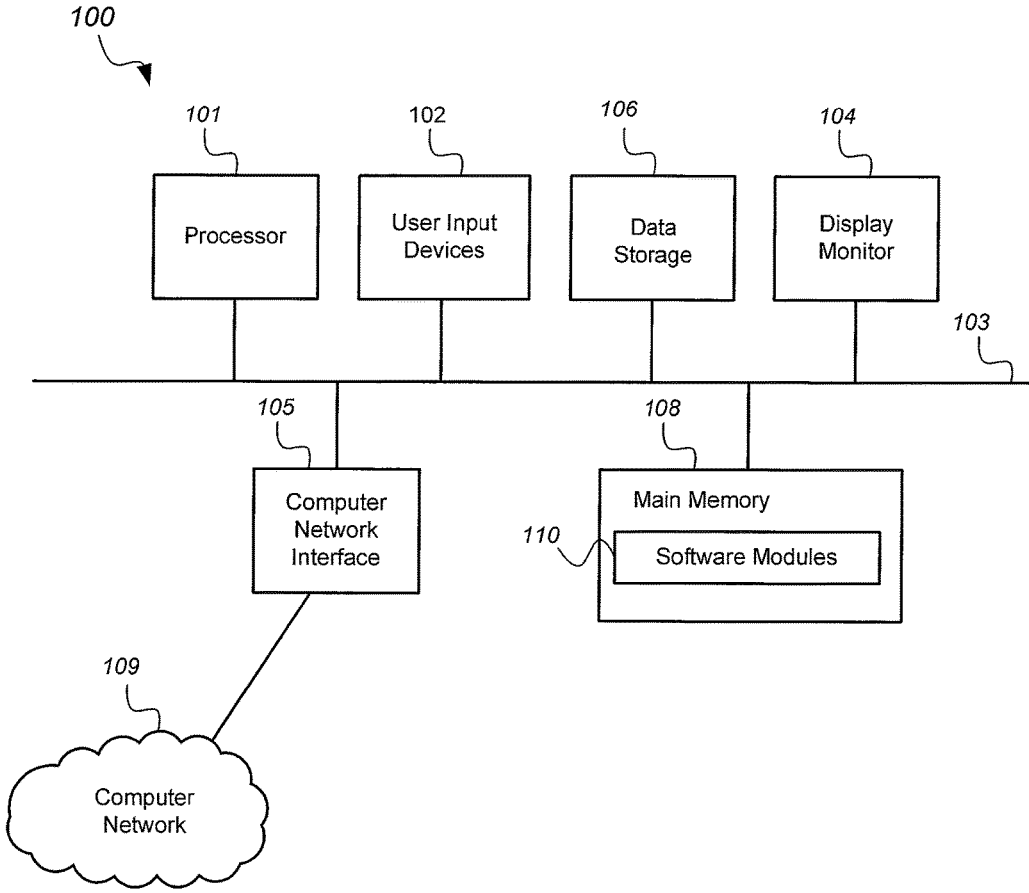 100
101
102
106
104
Processor
User Input
Devices
Data
Storage
Display
Monitor
103
105
108
Computer
Network
Interface
Main Memory
110
Software Modules
109
Computer
Network